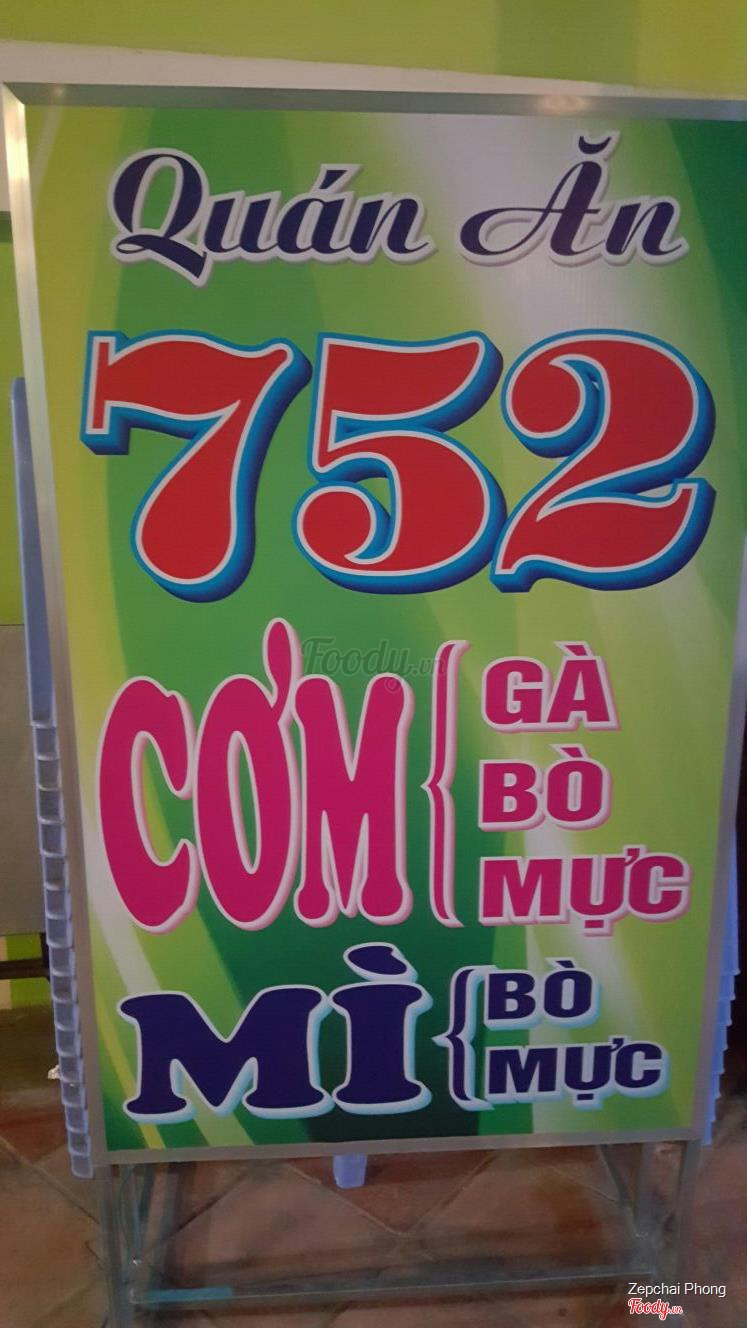 Quán Ăn
752
CƠM
GÀ
BÒ
MỰC
MÌ
BÒ
MỰC
Foody.vn
Zepchai Phong
Foody.vn